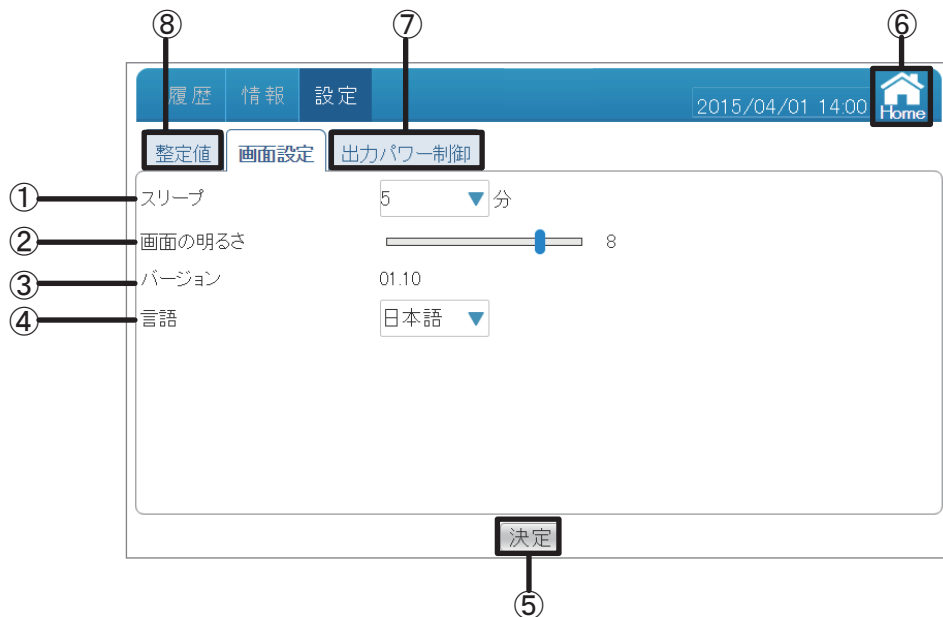 ⑧ ⑦ ⑥
履歴 情報 設定 2015/04/01 14:00 Home
整定値 画面設定 出力パワー制御
① スリープ 5 分
② 画面の明るさ 8
③ バージョン 01.10
④ 言語 日本語
決定
⑤